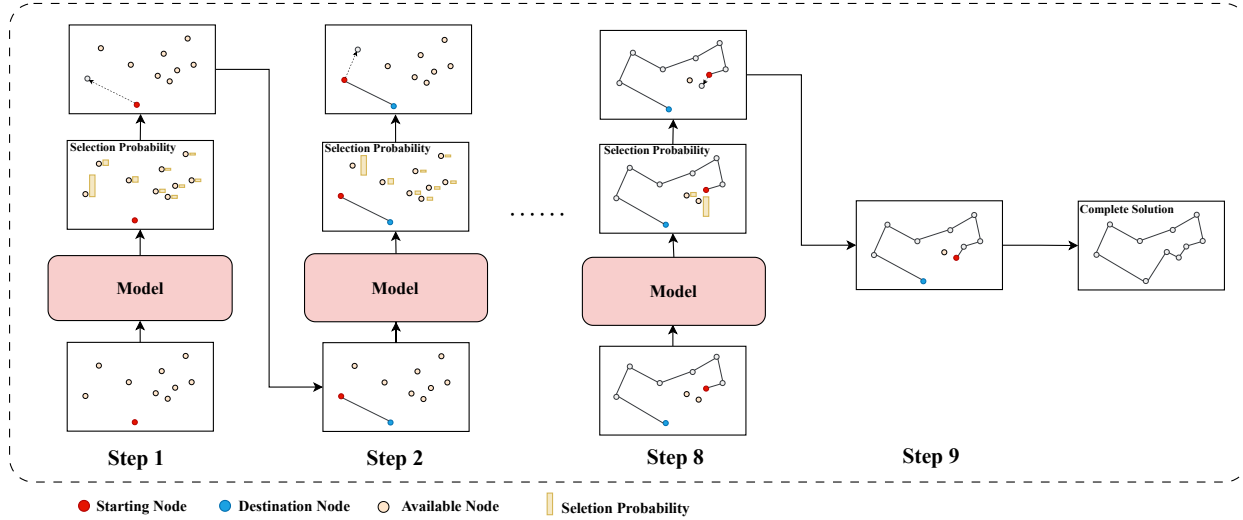 Selection Probability
Selection Probability
Selection Probability
Complete Solution
......
Model
Model
Model
Step 1
Step 2
Step 8
Step 9
Starting Node
Destination Node
Available Node
Seletion Probability